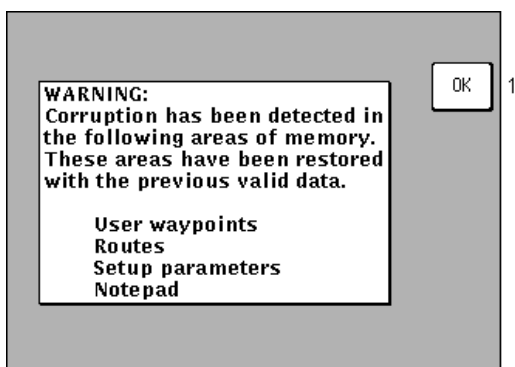 WARNING:
Corruption has been detected in
the following areas of memory.
These areas have been restored
with the previous valid data.
User waypoints
Routes
Setup parameters
Notepad
OK
1